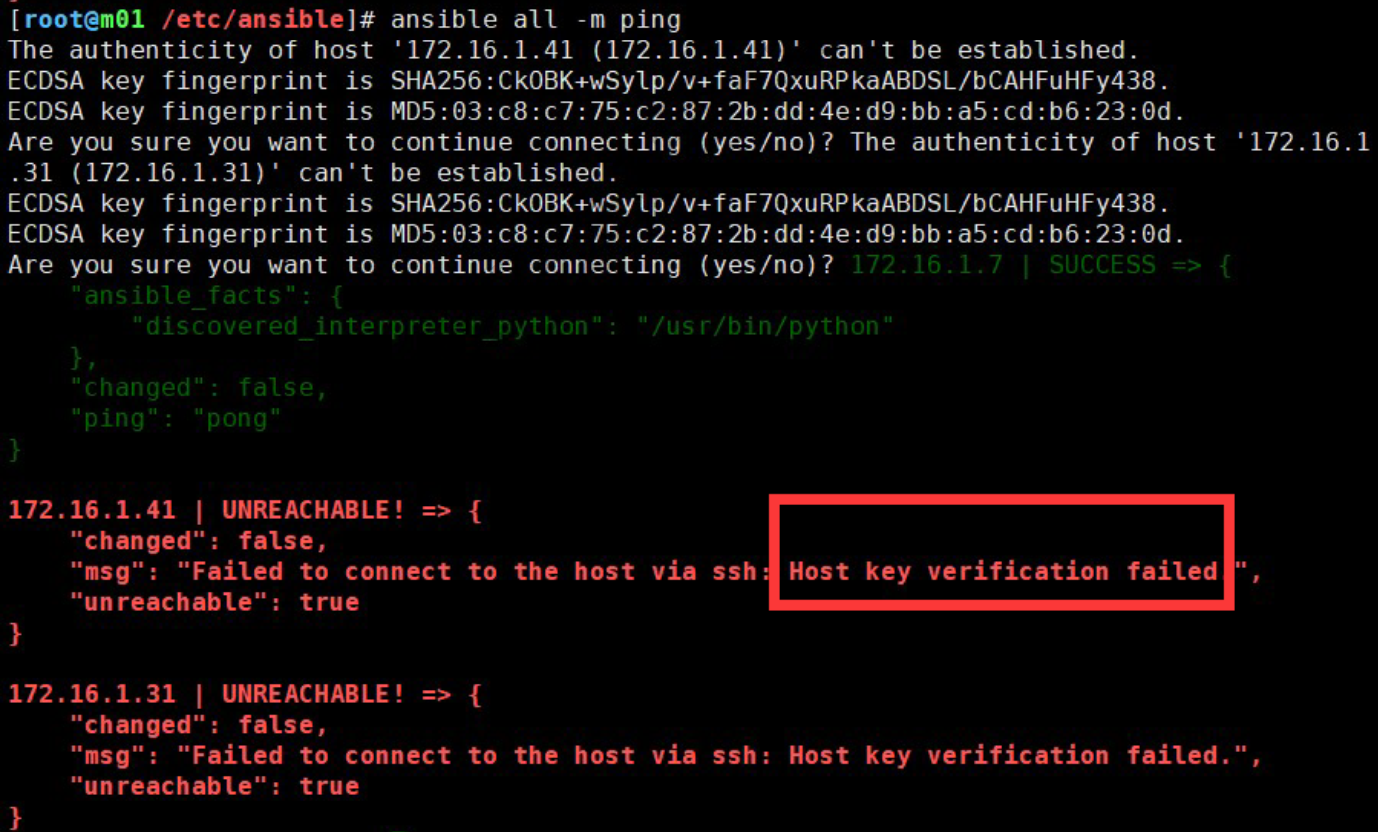 [root@m01 /etc/ansible]# ansible all -m ping
The authenticity of host '172.16.1.41 (172.16.1.41)' can't be established.
ECDSA key fingerprint is SHA256:CkOBK+wSylp/v+faF7QxuRPkaABDSL/bCAHFuHFy438.
ECDSA key fingerprint is MD5:03:c8:c7:75:c2:87:2b:dd:4e:d9:bb:a5:cd:b6:23:0d.
Are you sure you want to continue connecting (yes/no)? The authenticity of host '172.16.1
.31 (172.16.1.31)' can't be established.
ECDSA key fingerprint is SHA256:CkOBK+wSylp/v+faF7QxuRPkaABDSL/bCAHFuHFy438.
ECDSA key fingerprint is MD5:03:c8:c7:75:c2:87:2b:dd:4e:d9:bb:a5:cd:b6:23:0d.
Are you sure you want to continue connecting (yes/no)? 172.16.1.7 | SUCCESS => {
    "ansible_facts": {
        "discovered_interpreter_python": "/usr/bin/python"
    },
    "changed": false,
    "ping": "pong"
}
172.16.1.41 | UNREACHABLE! => {
    "changed": false,
    "msg": "Failed to connect to the host via ssh: Host key verification failed.",
    "unreachable": true
}
172.16.1.31 | UNREACHABLE! => {
    "changed": false,
    "msg": "Failed to connect to the host via ssh: Host key verification failed.",
    "unreachable": true
}